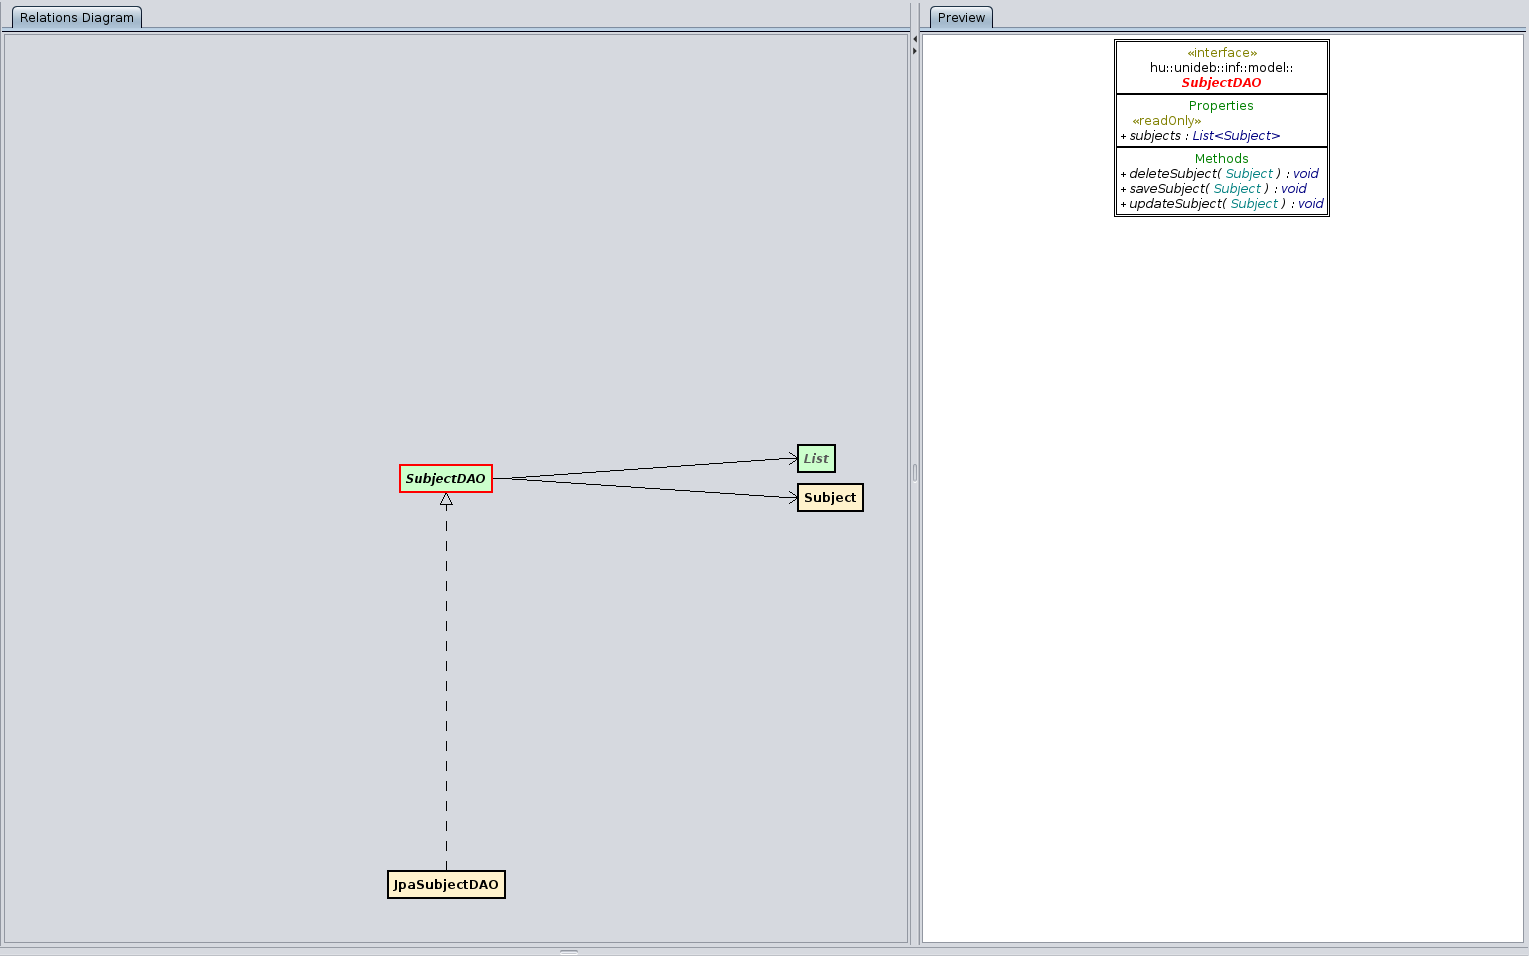 Relations Diagram
SubjectDAO
List
Subject
JpaSubjectDAO
Preview
«interface»
hu::unideb::inf::model::
SubjectDAO
Properties
«readOnly»
+ subjects : List<Subject>
Methods
+ deleteSubject( Subject ) : void
+ saveSubject( Subject ) : void
+ updateSubject( Subject ) : void